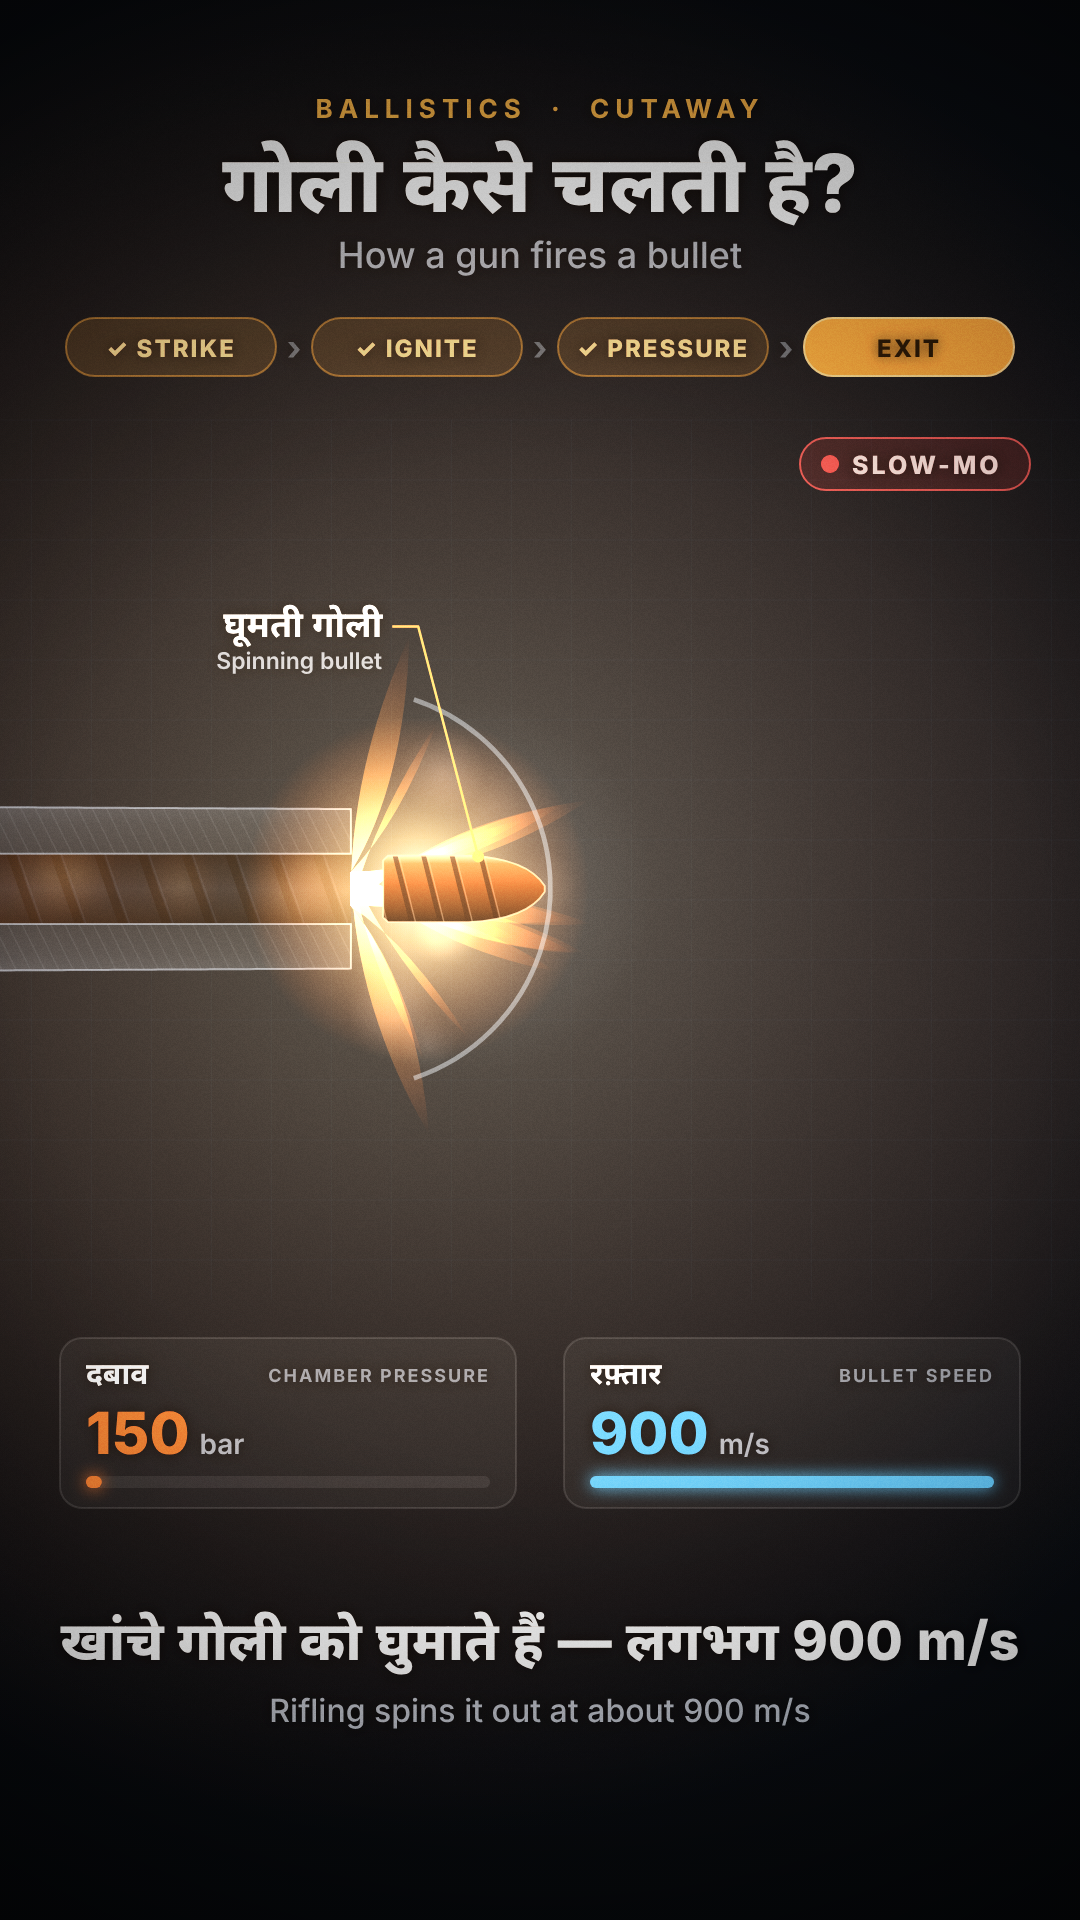 BALLISTICS · CUTAWAY
गोली कैसे चलती है?
How a gun fires a bullet
✓ STRIKE › ✓ IGNITE › ✓ PRESSURE › EXIT
SLOW-MO
घूमती गोली
Spinning bullet
दबाव CHAMBER PRESSURE
150 bar
रफ़्तार BULLET SPEED
900 m/s
खांचे गोली को घुमाते हैं — लगभग 900 m/s
Rifling spins it out at about 900 m/s